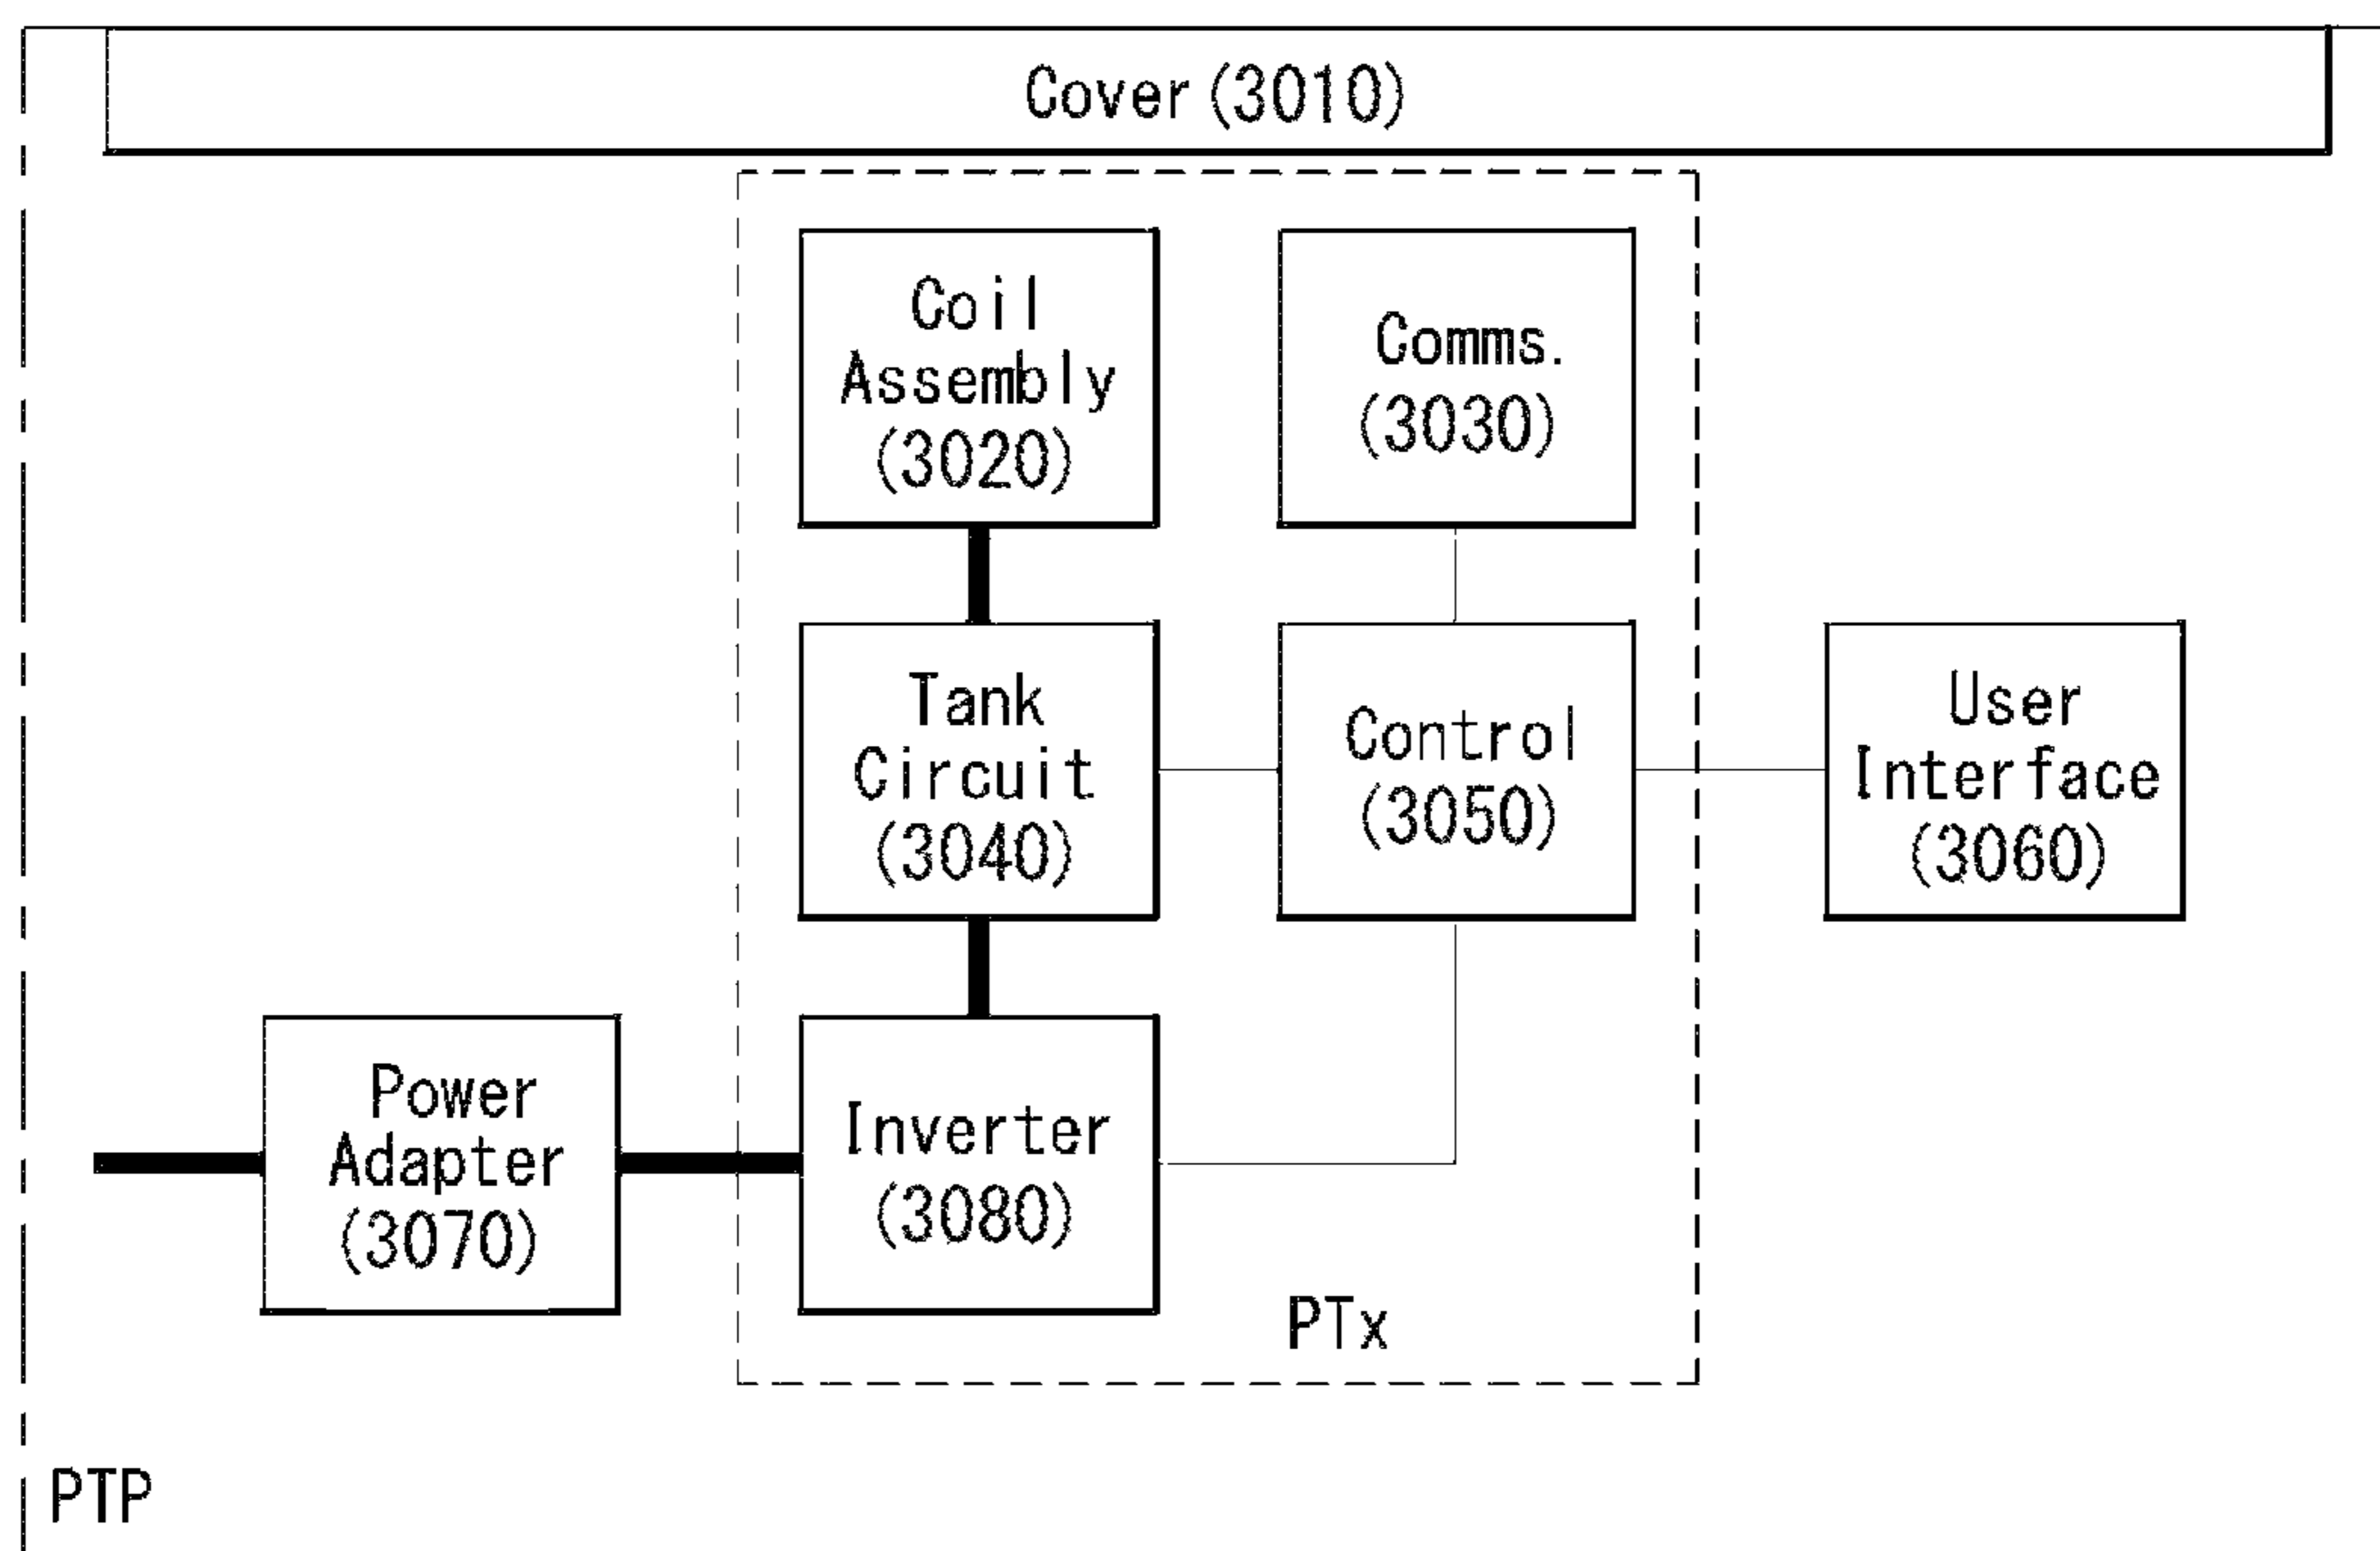 Cover (3010)
Coil
Assembly
(3020)
Comms.
(3030)
Tank
Circuit
(3040)
Control
(3050)
User
Interface
(3060)
Power
Adapter
(3070)
Inverter
(3080)
PTx
PTP